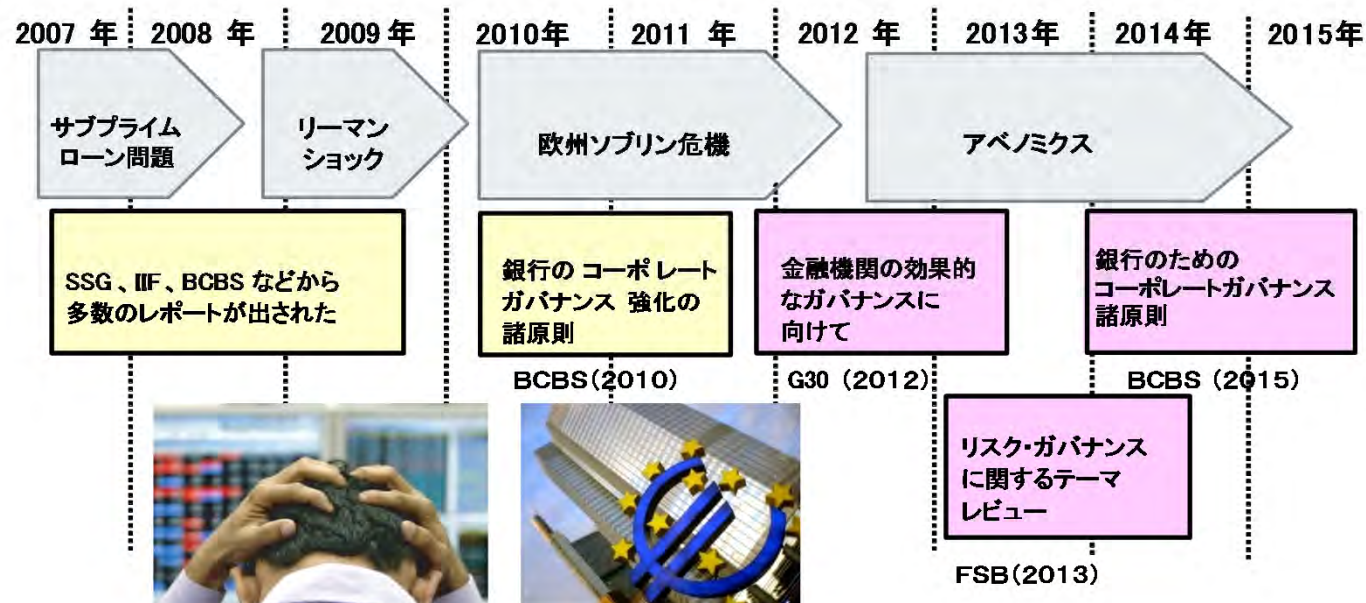 2007 年 2008 年 2009 年 2010年 2011 年 2012 年 2013年 2014年 2015年
サブプライム
ローン問題
リーマン
ショック
欧州ソブリン危機
アベノミクス
SSG 、IIF、BCBS などから
多数のレポートが出された
銀行の コーポ レート
ガバナンス 強化の
諸原則
BCBS(2010)
金融機関の効果的
なガバナンスに
向けて
G30 (2012)
銀行のための
コーポレートガバナンス
諸原則
BCBS (2015)
リスク・ガバナンス
に関するテーマ
レビュー
FSB(2013)